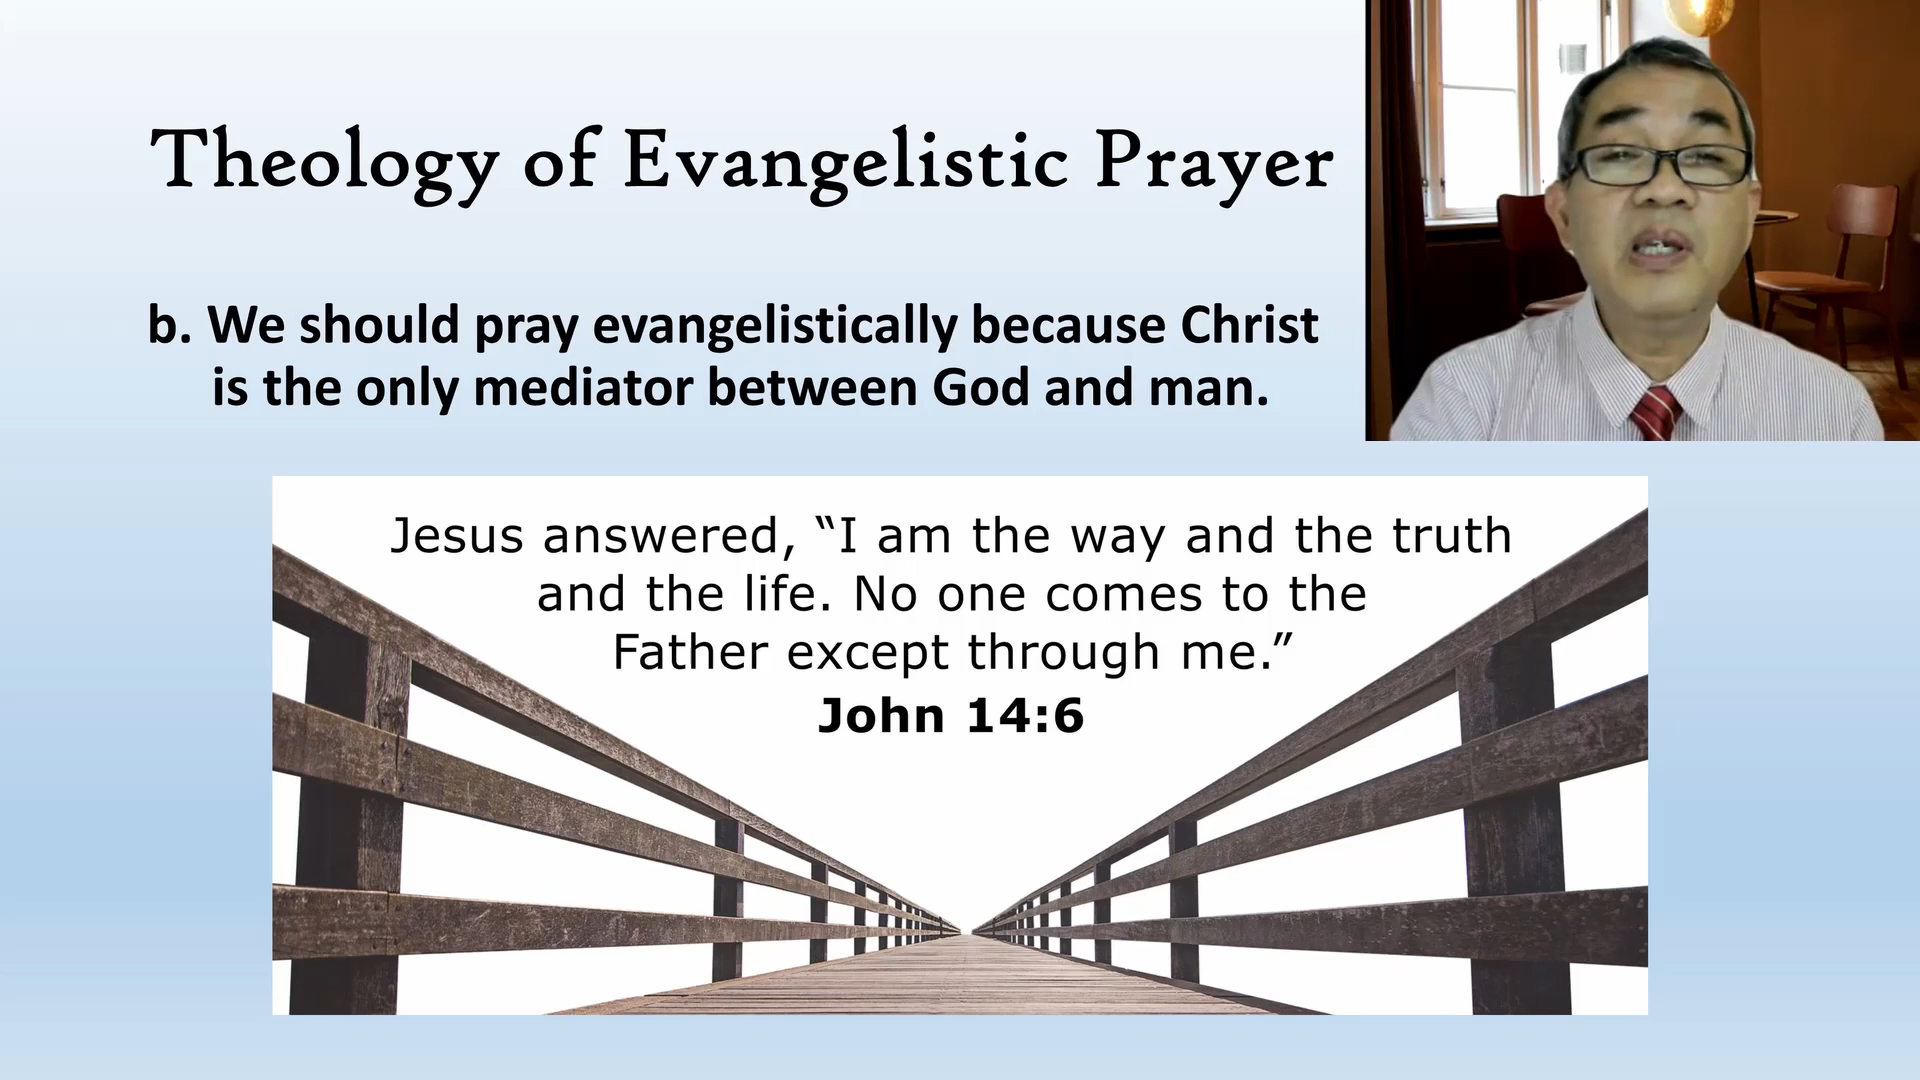 Theology of Evangelistic Prayer
b. We should pray evangelistically because Christ
is the only mediator between God and man.
Jesus answered, “I am the way and the truth
and the life. No one comes to the
Father except through me.”
John 14:6